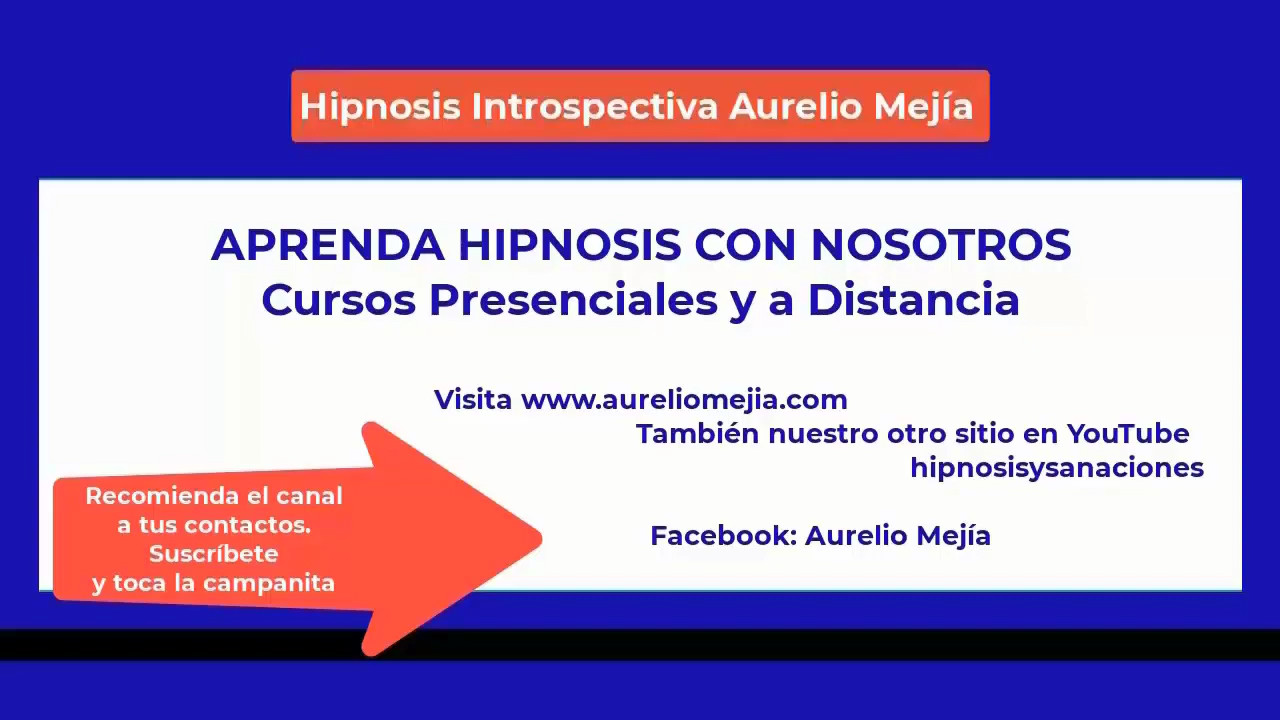 Hipnosis Introspectiva Aurelio Mejía
APRENDA HIPNOSIS CON NOSOTROS
Cursos Presenciales y a Distancia
Visita www.aureliomejia.com
También nuestro otro sitio en YouTube
hipnosisysanaciones
Recomienda el canal
a tus contactos.
Suscríbete
y toca la campanita
Facebook: Aurelio Mejía